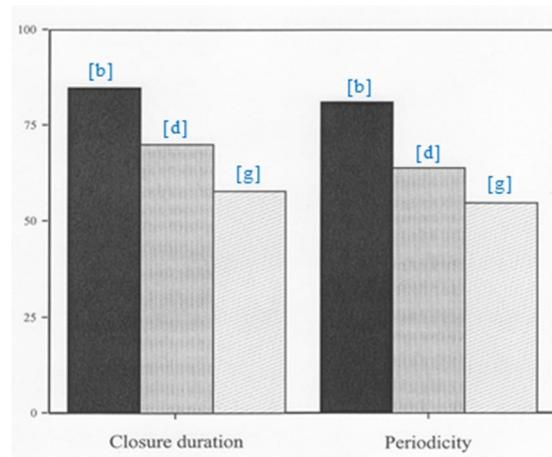 100
[b]
[b]
75
[d]
[d]
[g]
[g]
50
25
0
Closure duration Periodicity